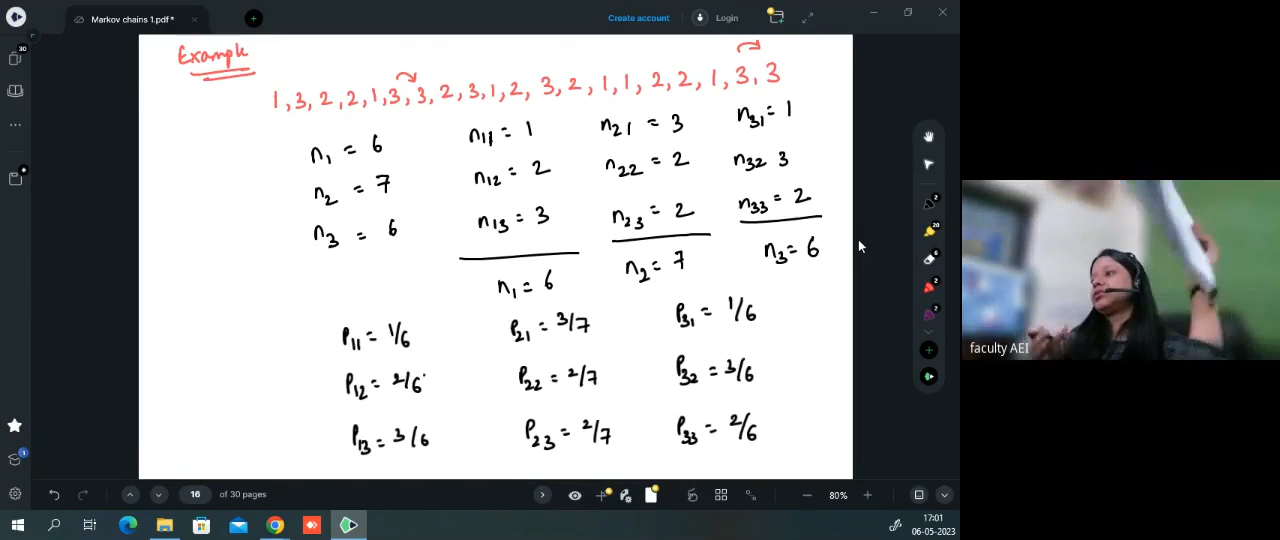 Markov chains 1.pdf*
Create account
Login
30
Example
1, 3, 2, 2, 1, 3, 3, 2, 3, 1, 2, 3, 2, 1, 1, 2, 2, 1, 3, 3
n1 = 6
n2 = 7
n3 = 6
n11 = 1
n12 = 2
n13 = 3
n1 = 6
n21 = 3
n22 = 2
n23 = 2
n2 = 7
n31 = 1
n32 3
n33 = 2
n3 = 6
P11 = 1/6
P12 = 2/6
P13 = 3/6
P21 = 3/7
P22 = 2/7
P23 = 2/7
P31 = 1/6
P32 = 3/6
P33 = 2/6
faculty AEI
16 of 30 pages
80%
17:01
06-05-2023